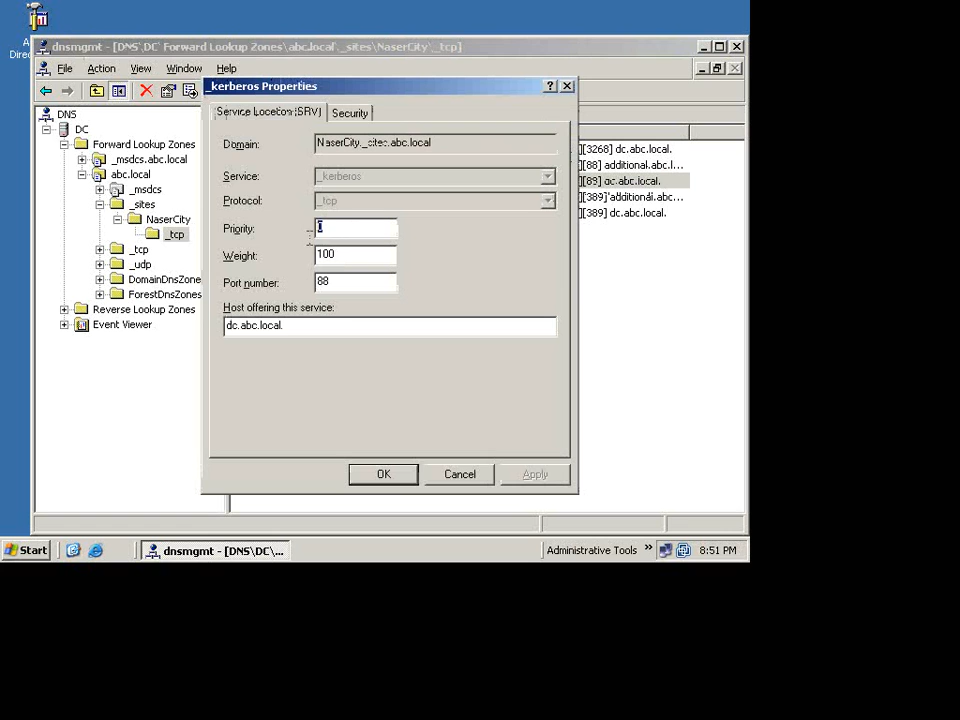 dnsmgmt - [DNS\DC\Forward Lookup Zones\abc.local\_sites\NaserCity\_tcp]
File Action View Window Help
_kerberos Properties
Service Location (SRV) Security
Domain: NaserCity._sites.abc.local
Service: _kerberos
Protocol: _tcp
Priority: 0
Weight: 100
Port number: 88
Host offering this service:
dc.abc.local.
OK Cancel Apply
DNS
DC
Forward Lookup Zones
_msdcs.abc.local
abc.local
_msdcs
_sites
NaserCity
_tcp
_tcp
_udp
DomainDnsZone
ForestDnsZones
Reverse Lookup Zones
Event Viewer
][3268] dc.abc.local.
][88] additional.abc.l...
][88] dc.abc.local.
][389] additional.abc...
][389] dc.abc.local.
Start dnsmgmt - [DNS\DC\... Administrative Tools » 8:51 PM